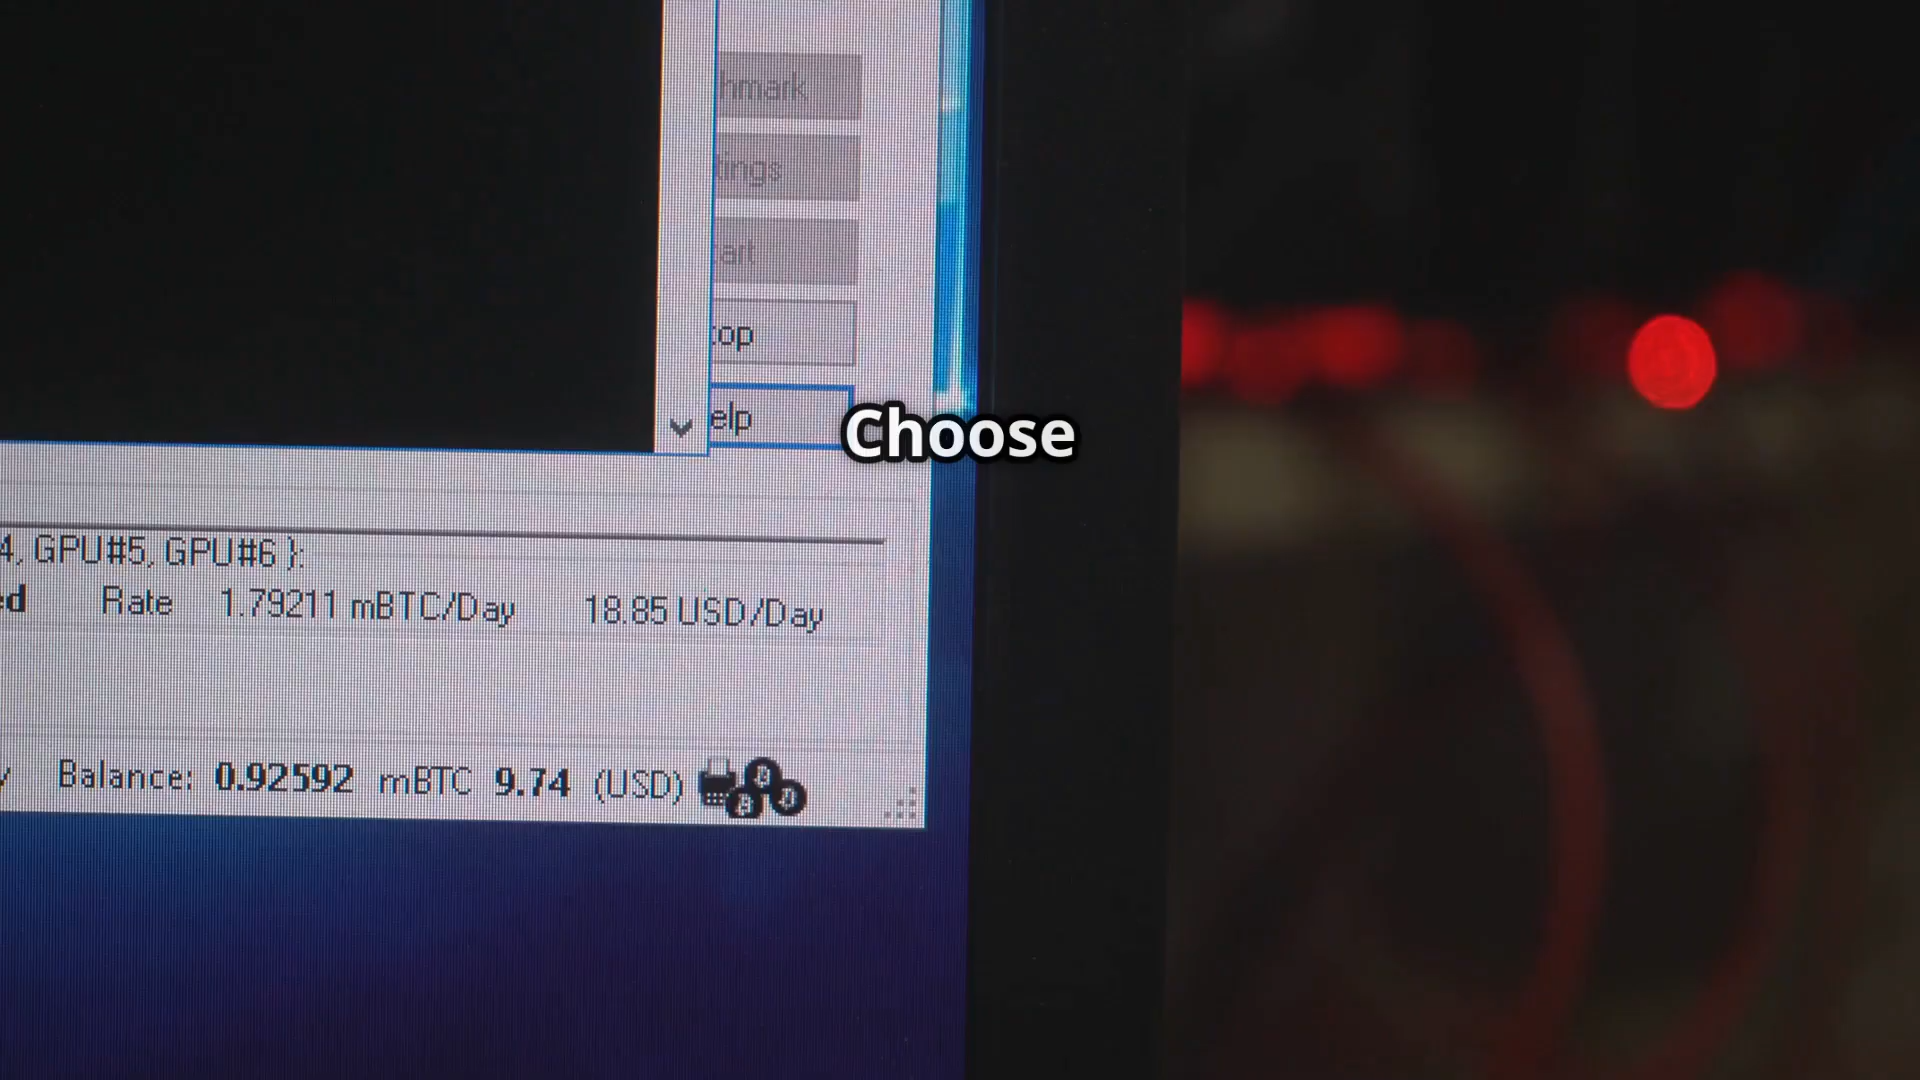 hmark
tings
art
top
elp
Choose
4, GPU#5, GPU#6 }:
ed Rate 1.79211 mBTC/Day 18.85 USD/Day
Balance: 0.92592 mBTC 9.74 (USD)